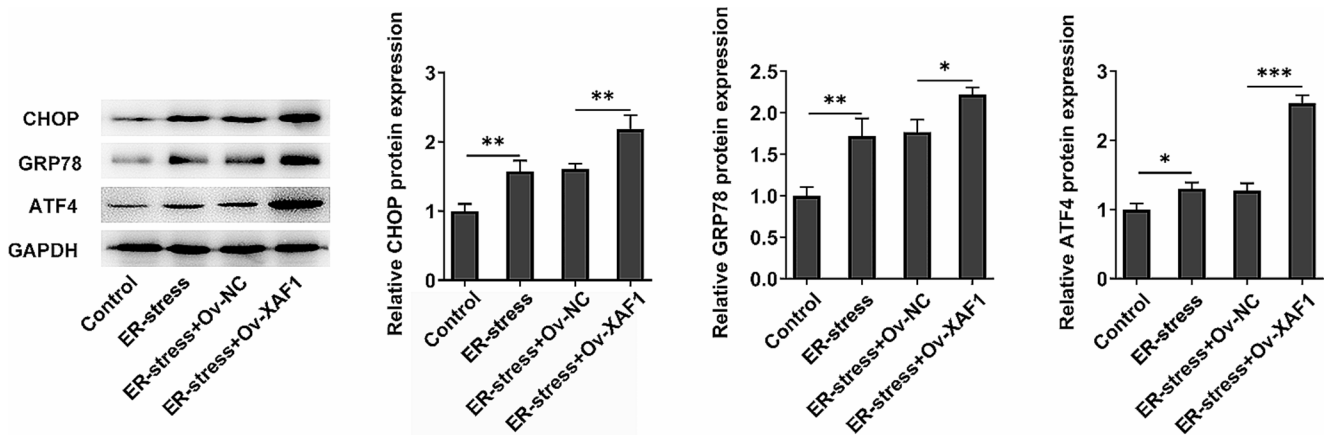 CHOP
GRP78
ATF4
GAPDH
Control
ER-stress
ER-stress+Ov-NC
ER-stress+Ov-XAF1
Relative CHOP protein expression
3
2
1
0
**
**
Control
ER-stress
ER-stress+Ov-NC
ER-stress+Ov-XAF1
Relative GRP78 protein expression
2.5
2.0
1.5
1.0
0.5
0.0
**
*
Control
ER-stress
ER-stress+Ov-NC
ER-stress+Ov-XAF1
Relative ATF4 protein expression
3
2
1
0
*
***
Control
ER-stress
ER-stress+Ov-NC
ER-stress+Ov-XAF1